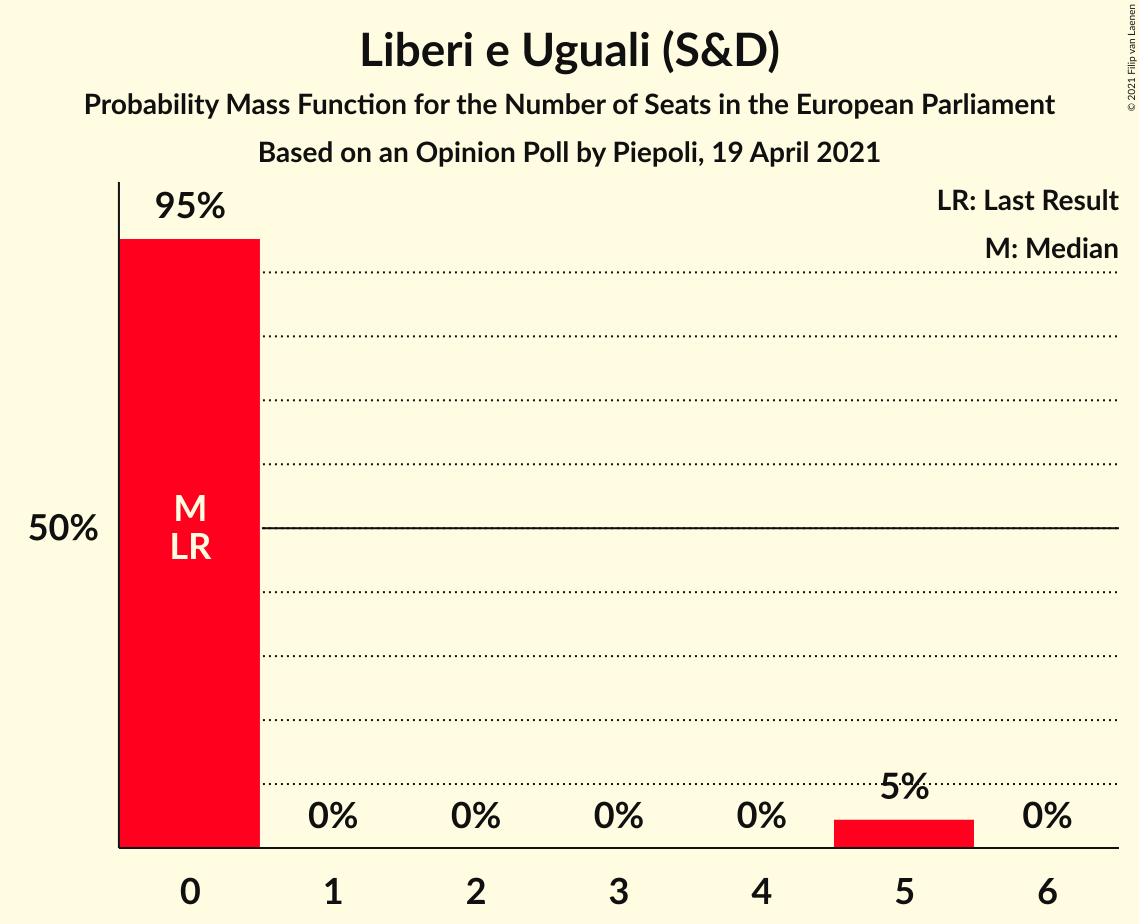 Liberi e Uguali (S&D)
Probability Mass Function for the Number of Seats in the European Parliament
Based on an Opinion Poll by Piepoli, 19 April 2021
© 2021 Filip van Laenen
LR: Last Result
M: Median
95%
50%
M
LR
0%
0%
0%
0%
5%
0%
0
1
2
3
4
5
6